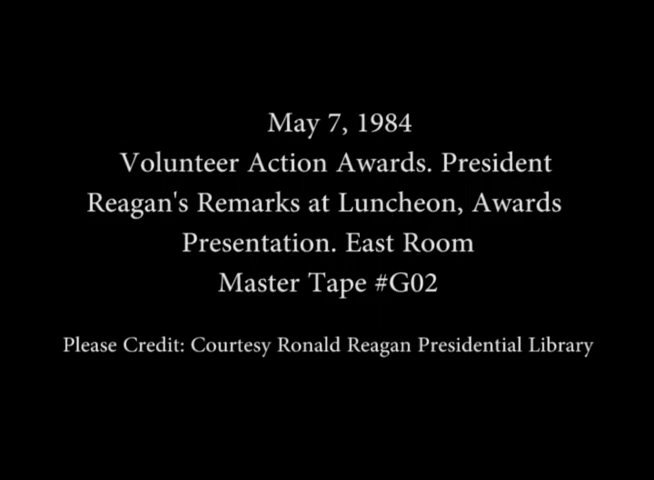 May 7, 1984
Volunteer Action Awards. President
Reagan's Remarks at Luncheon, Awards
Presentation. East Room
Master Tape #G02
Please Credit: Courtesy Ronald Reagan Presidential Library